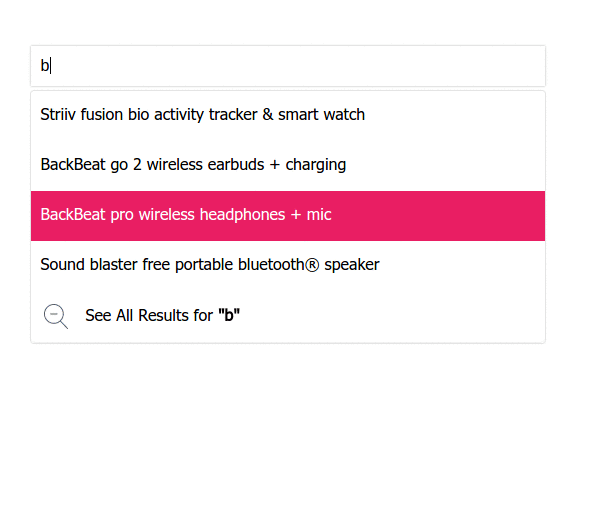 b
Striiv fusion bio activity tracker & smart watch
BackBeat go 2 wireless earbuds + charging
BackBeat pro wireless headphones + mic
Sound blaster free portable bluetooth® speaker
See All Results for "b"